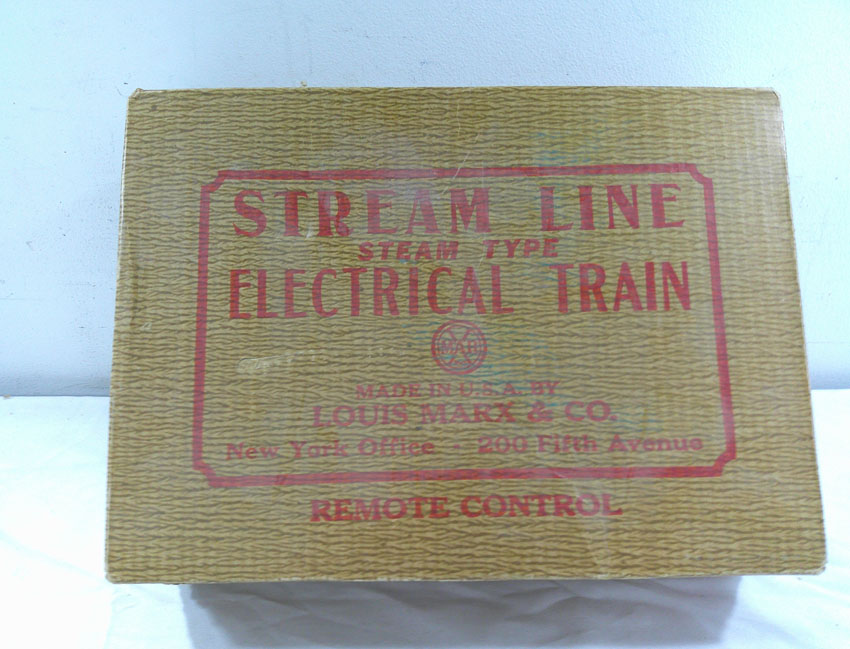 STREAM LINE
STEAM TYPE
ELECTRICAL TRAIN
MAR
MADE IN U.S.A. BY
LOUIS MARX & CO.
New York Office - 200 Fifth Avenue
REMOTE CONTROL